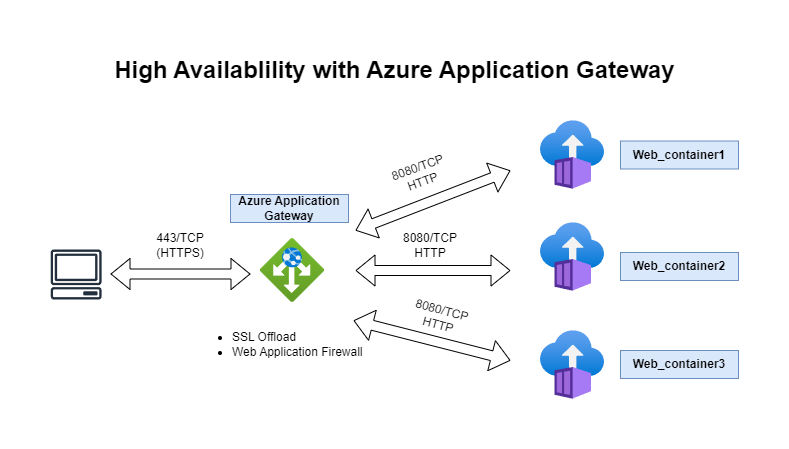 High Availablility with Azure Application Gateway
8080/TCP
HTTP
Web_container1
Azure Application
Gateway
443/TCP
(HTTPS)
8080/TCP
HTTP
Web_container2
8080/TCP
HTTP
SSL Offload
Web Application Firewall
Web_container3